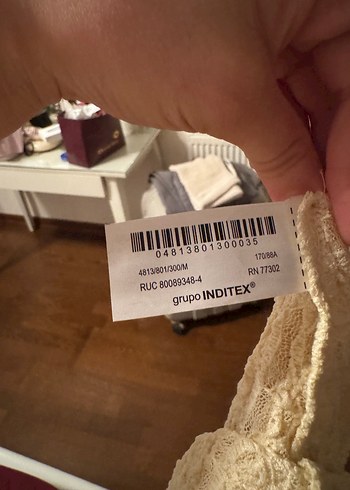 04813801300035
4813/801/300/M
170/88A
RUC 80089348-4
RN 77302
grupo INDITEX®